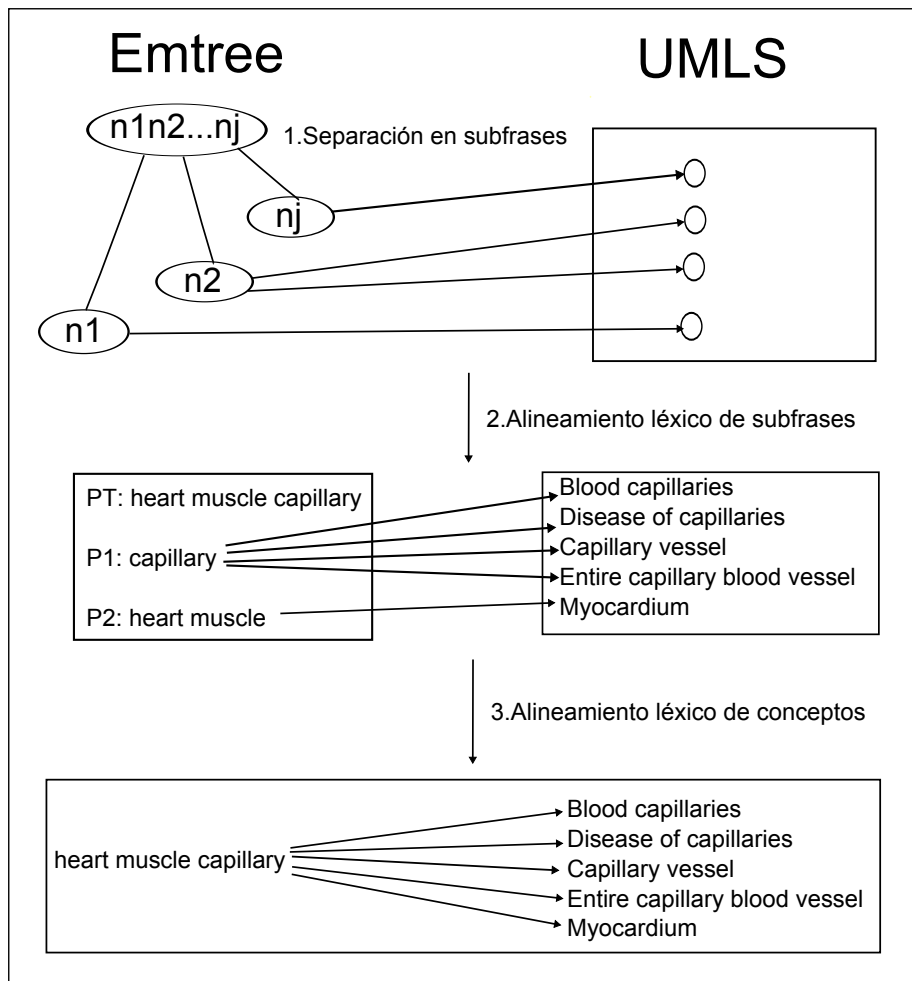 Emtree
UMLS
n1n2...nj
1.Separación en subfrases
nj
n2
n1
2.Alineamiento léxico de subfrases
PT: heart muscle capillary
P1: capillary
P2: heart muscle
Blood capillaries
Disease of capillaries
Capillary vessel
Entire capillary blood vessel
Myocardium
3.Alineamiento léxico de conceptos
heart muscle capillary
Blood capillaries
Disease of capillaries
Capillary vessel
Entire capillary blood vessel
Myocardium